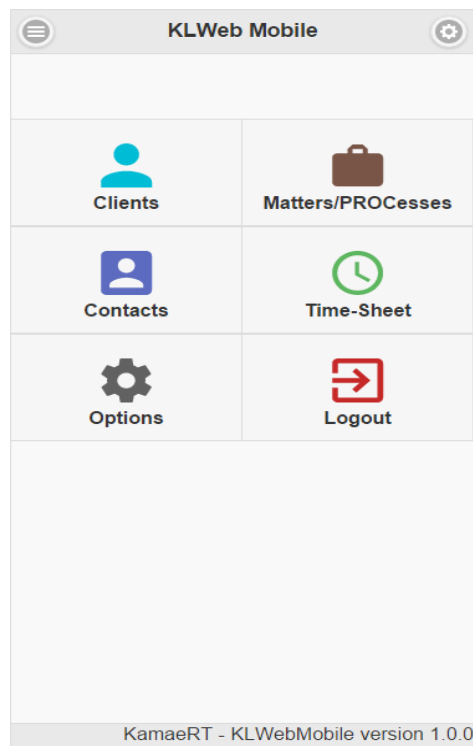 KLWeb Mobile
Clients
Matters/PROCesses
Contacts
Time-Sheet
Options
Logout
KamaeRT - KLWebMobile version 1.0.0